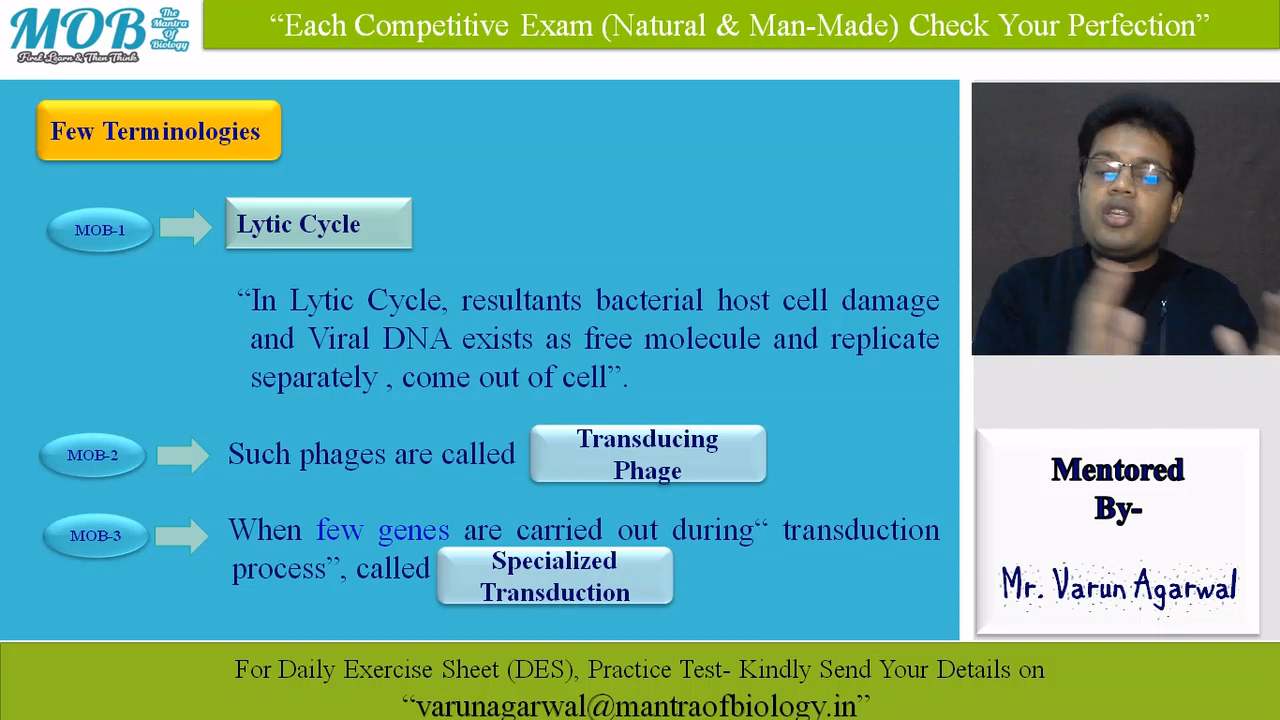 MOB The Mantra Of Biology
First Learn & Then Think
“Each Competitive Exam (Natural & Man-Made) Check Your Perfection”
Few Terminologies
MOB-1
Lytic Cycle
“In Lytic Cycle, resultants bacterial host cell damage
and Viral DNA exists as free molecule and replicate
separately , come out of cell”.
MOB-2
Such phages are called
Transducing
Phage
MOB-3
When few genes are carried out during“ transduction
process”, called
Specialized
Transduction
Mentored
By-
Mr. Varun Agarwal
For Daily Exercise Sheet (DES), Practice Test- Kindly Send Your Details on
“varunagarwal@mantraofbiology.in”